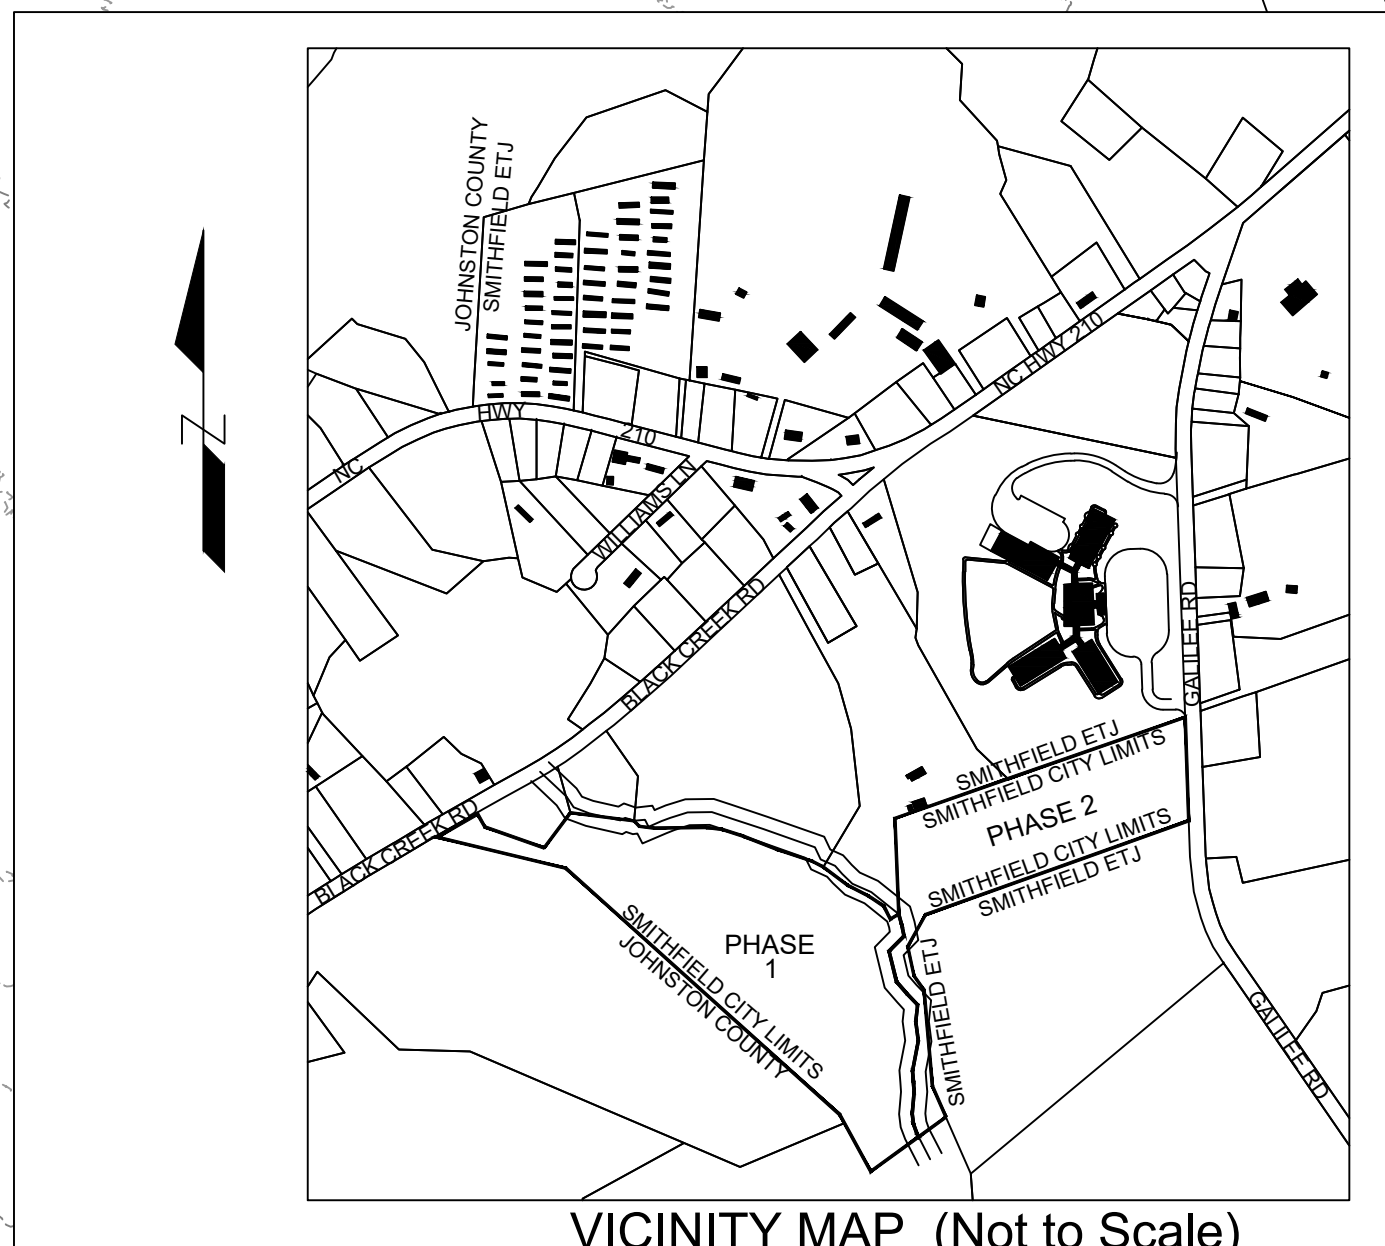 JOHNSTON COUNTY
SMITHFIELD ETJ
NC HWY 210
NC
HWY
210
WILLIAMS LN
BLACK CREEK RD
GALILEE RD
SMITHFIELD ETJ
SMITHFIELD CITY LIMITS
PHASE 2
SMITHFIELD CITY LIMITS
SMITHFIELD ETJ
BLACK CREEK RD
SMITHFIELD CITY LIMITS
JOHNSTON COUNTY
PHASE
1
SMITHFIELD ETJ
GALILEE RD
Z
VICINITY MAP (Not to Scale)